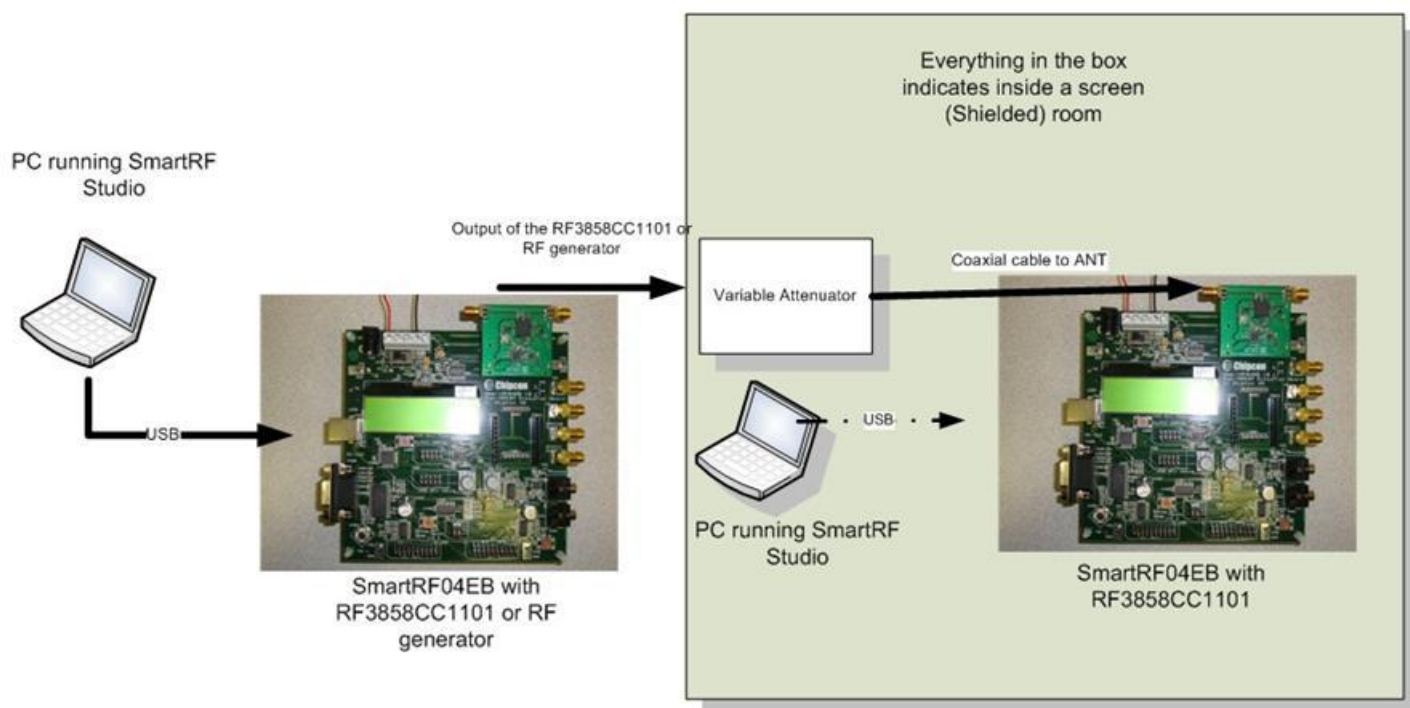 Everything in the box
indicates inside a screen
(Shielded) room
PC running SmartRF
Studio
Output of the RF3858CC1101 or
RF generator
Variable Attenuator
Coaxial cable to ANT
Chipcon
Chipcon
USB
USB
PC running SmartRF
Studio
SmartRF04EB with
RF3858CC1101 or RF
generator
SmartRF04EB with
RF3858CC1101